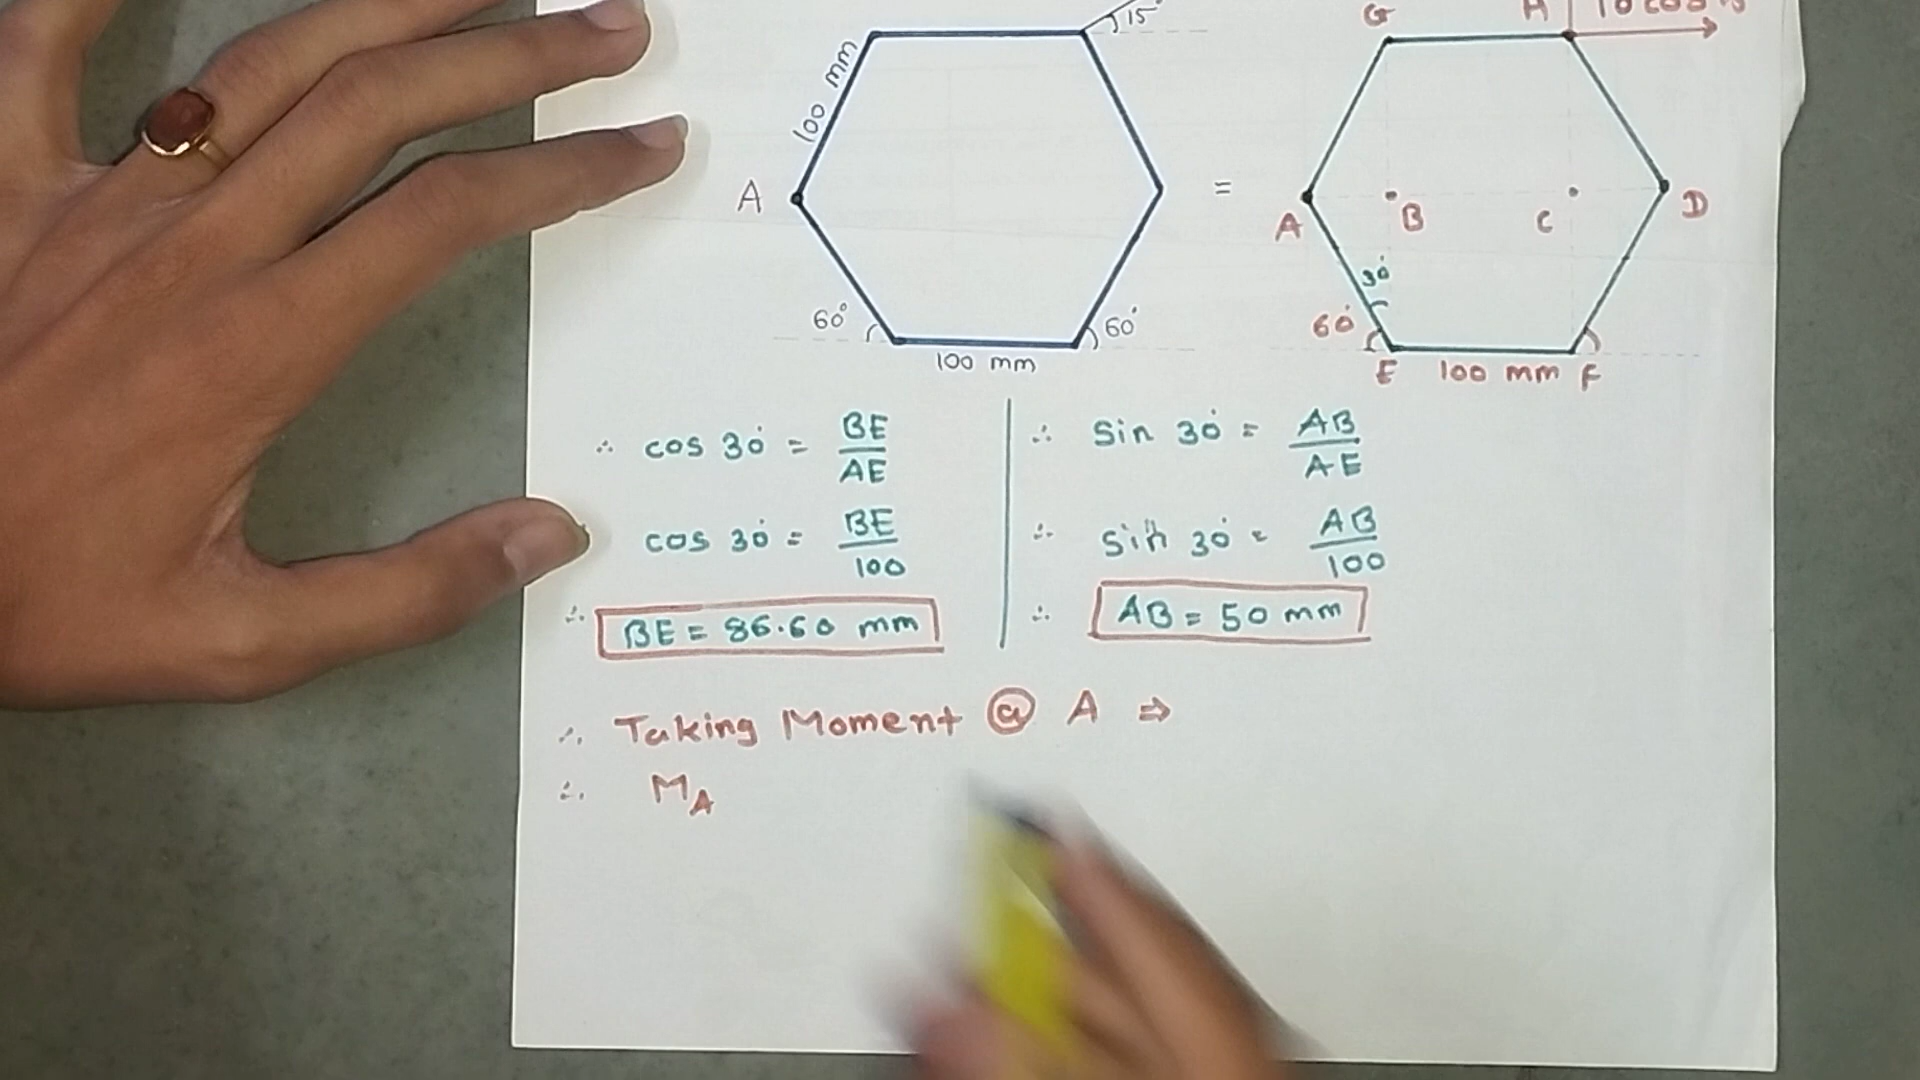 15°
G H
100 mm
A =
A B C D
30°
60° 60° 60°
100 mm E 100 mm F
∴ cos 30° = BE / AE ∴ Sin 30° = AB / AE
cos 30° = BE / 100 ∴ sin 30° = AB / 100
∴ BE = 86.60 mm ∴ AB = 50 mm
∴ Taking Moment @ A ⇒
∴ M_A